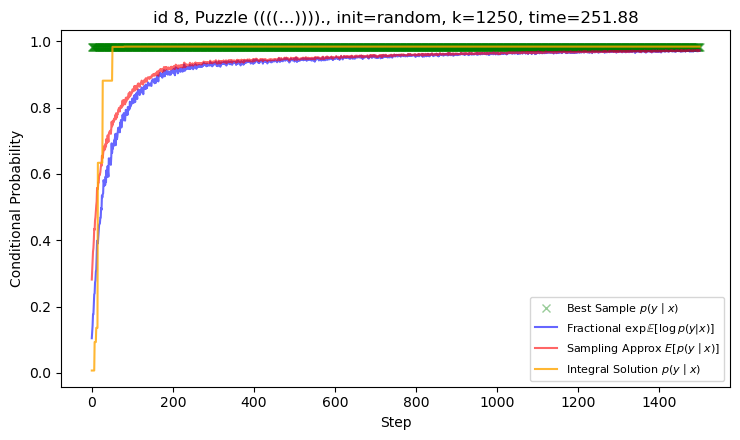 id 8, Puzzle ((((...))))., init=random, k=1250, time=251.88
Conditional Probability
1.0
0.8
0.6
0.4
0.2
0.0
Best Sample p(y | x)
Fractional exp𝔼[log p(y|x)]
Sampling Approx E[p(y | x)]
Integral Solution p(y | x)
0 200 400 600 800 1000 1200 1400
Step